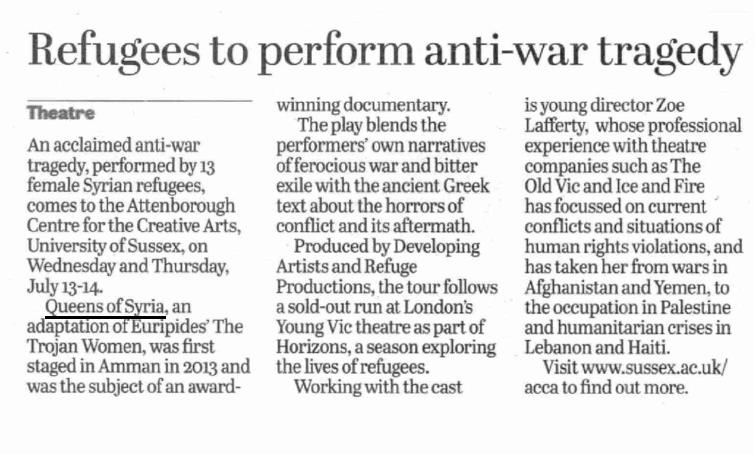 Refugees to perform anti-war tragedy
Theatre
An acclaimed anti-war
tragedy, performed by 13
female Syrian refugees,
comes to the Attenborough
Centre for the Creative Arts,
University of Sussex, on
Wednesday and Thursday,
July 13-14.
Queens of Syria, an
adaptation of Euripides' The
Trojan Women, was first
staged in Amman in 2013 and
was the subject of an award-
winning documentary.
The play blends the
performers' own narratives
of ferocious war and bitter
exile with the ancient Greek
text about the horrors of
conflict and its aftermath.
Produced by Developing
Artists and Refuge
Productions, the tour follows
a sold-out run at London's
Young Vic theatre as part of
Horizons, a season exploring
the lives of refugees.
Working with the cast
is young director Zoe
Lafferty, whose professional
experience with theatre
companies such as The
Old Vic and Ice and Fire
has focussed on current
conflicts and situations of
human rights violations, and
has taken her from wars in
Afghanistan and Yemen, to
the occupation in Palestine
and humanitarian crises in
Lebanon and Haiti.
Visit www.sussex.ac.uk/
acca to find out more.